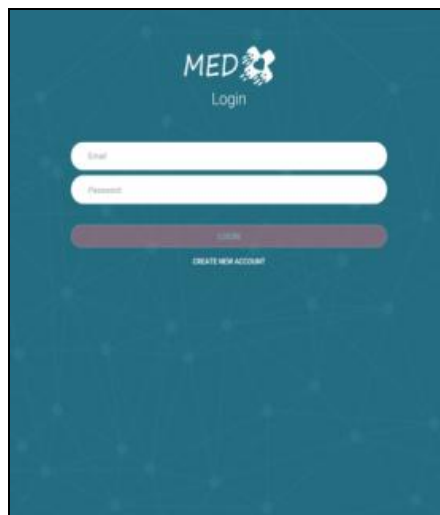 MED
Login
Email
Password
LOGIN
CREATE NEW ACCOUNT